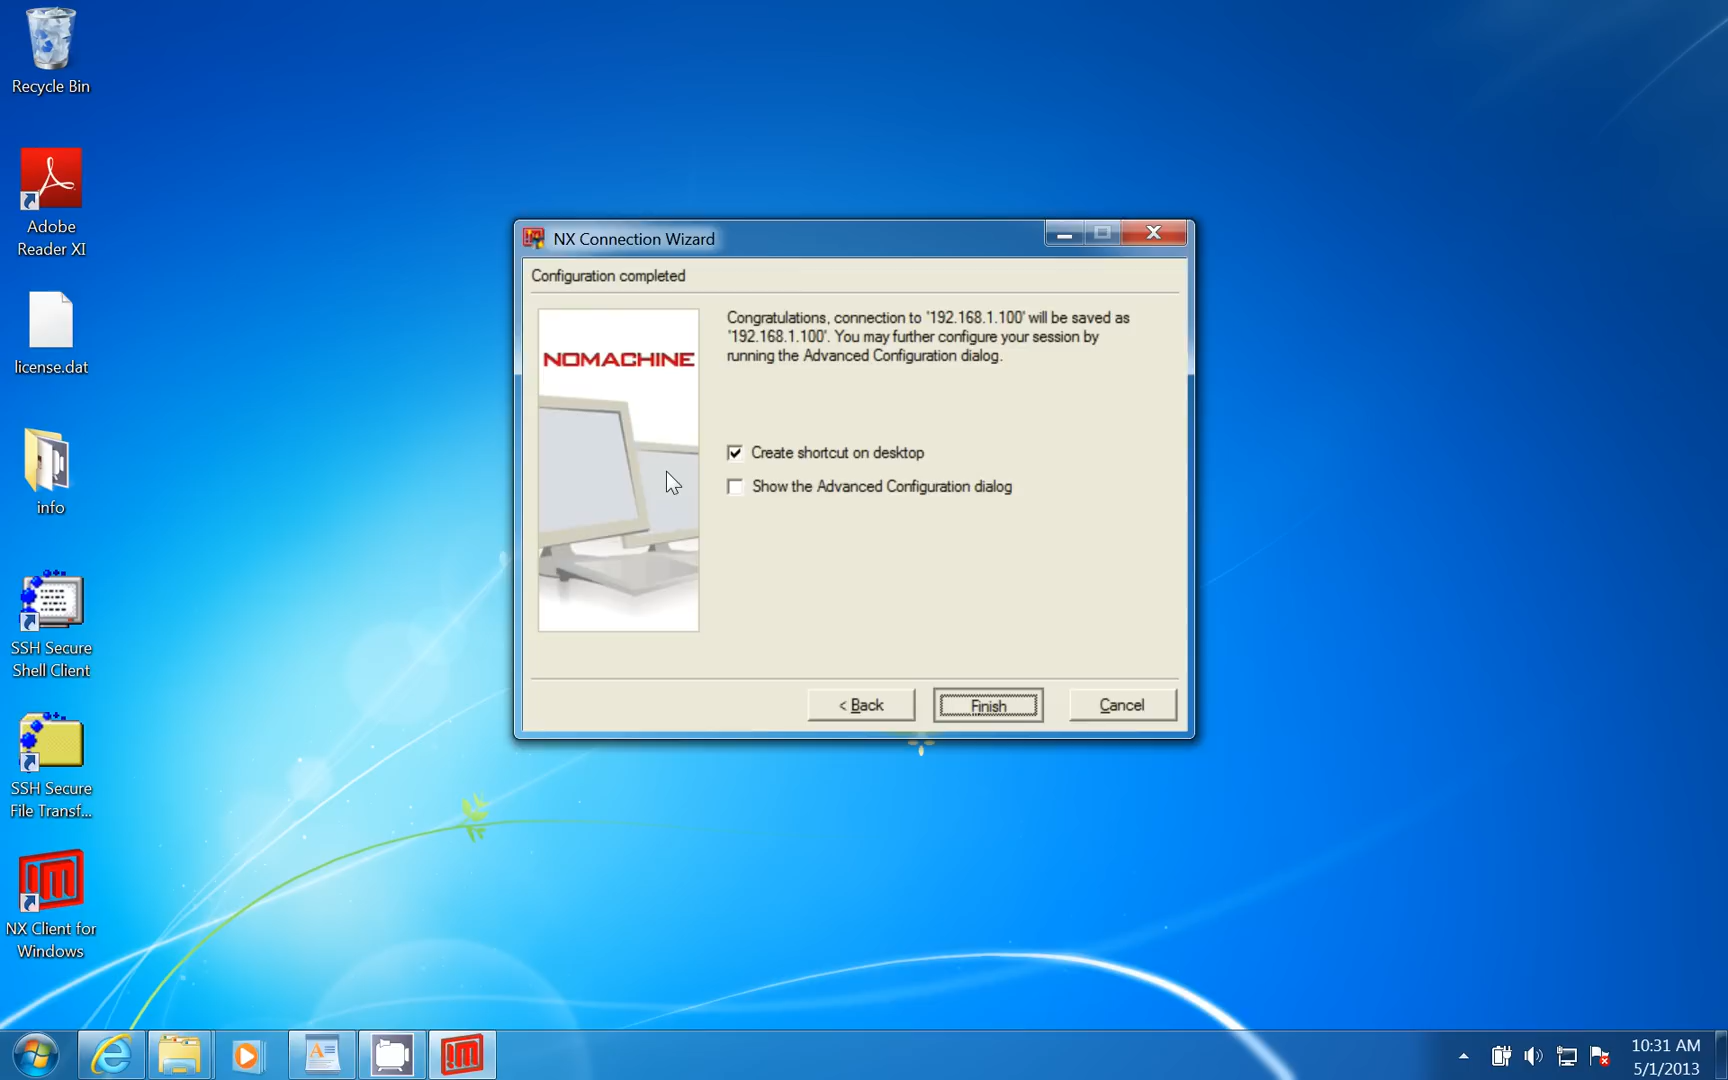 Recycle Bin
Adobe
Reader XI
license.dat
info
SSH Secure
Shell Client
SSH Secure
File Transf...
NX Client for
Windows
NX Connection Wizard
Configuration completed
NOMACHINE
Congratulations, connection to '192.168.1.100' will be saved as
'192.168.1.100'. You may further configure your session by
running the Advanced Configuration dialog.
Create shortcut on desktop
Show the Advanced Configuration dialog
< Back
Finish
Cancel
10:31 AM
5/1/2013